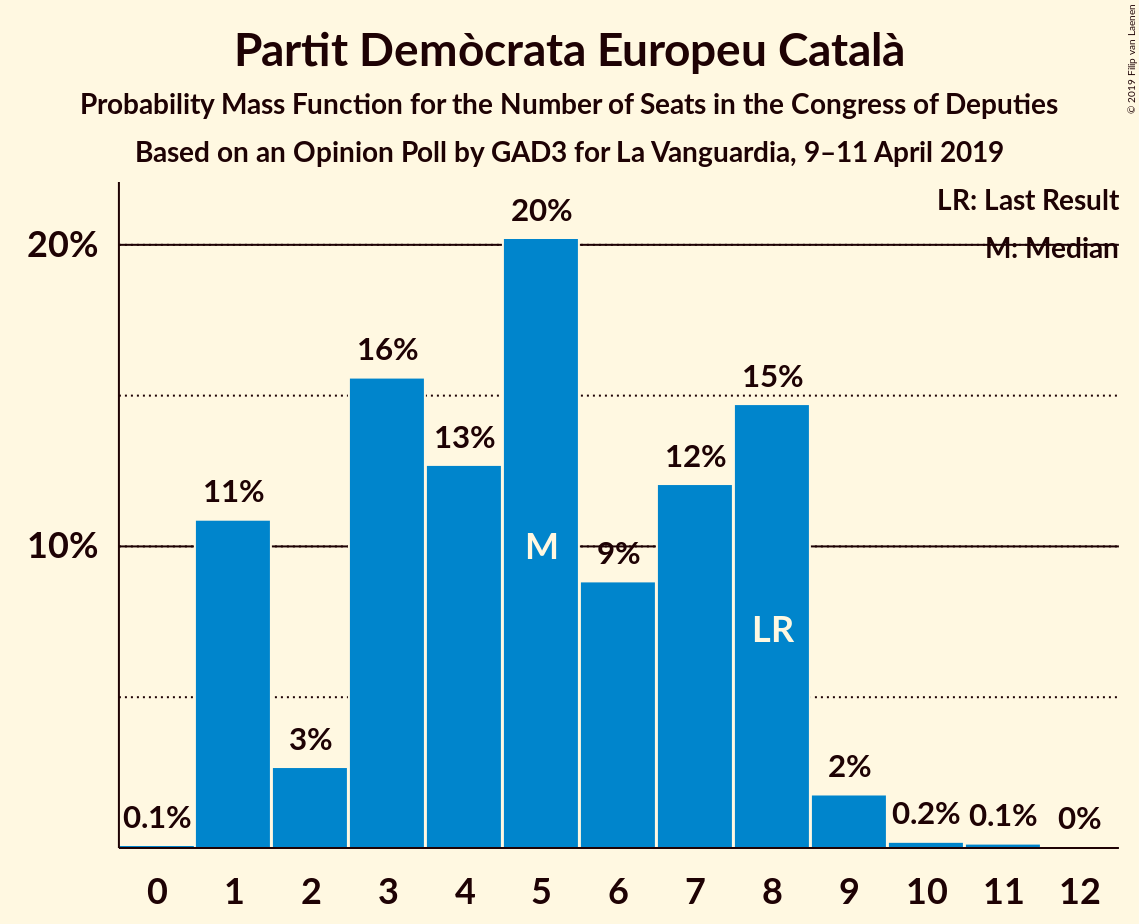 Partit Demòcrata Europeu Català
Probability Mass Function for the Number of Seats in the Congress of Deputies
Based on an Opinion Poll by GAD3 for La Vanguardia, 9–11 April 2019
© 2019 Filip van Laenen
LR: Last Result
M: Median
20%
10%
0.1%
11%
3%
16%
13%
20%
M
9%
12%
15%
LR
2%
0.2%
0.1%
0%
0 1 2 3 4 5 6 7 8 9 10 11 12